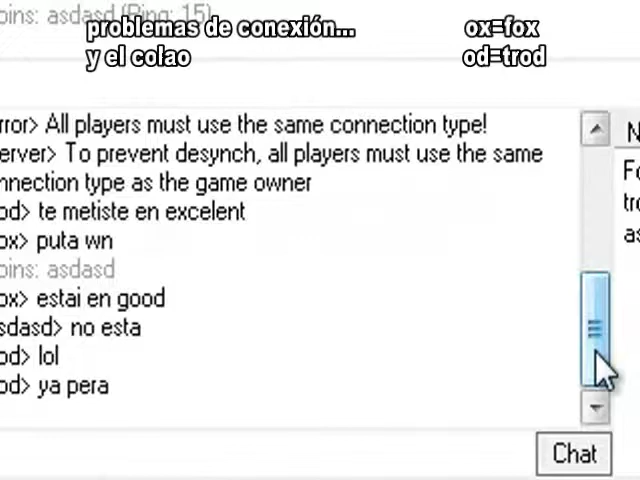 oins: asdasd (Ping: 15)
problemas de conexión... ox=fox
y el colao od=trod
rror> All players must use the same connection type!
erver> To prevent desynch, all players must use the same
nnection type as the game owner
od> te metiste en excelent
ox> puta wn
oins: asdasd
ox> estai en good
sdasd> no esta
od> lol
od> ya pera
N
Fo
tro
as
Chat